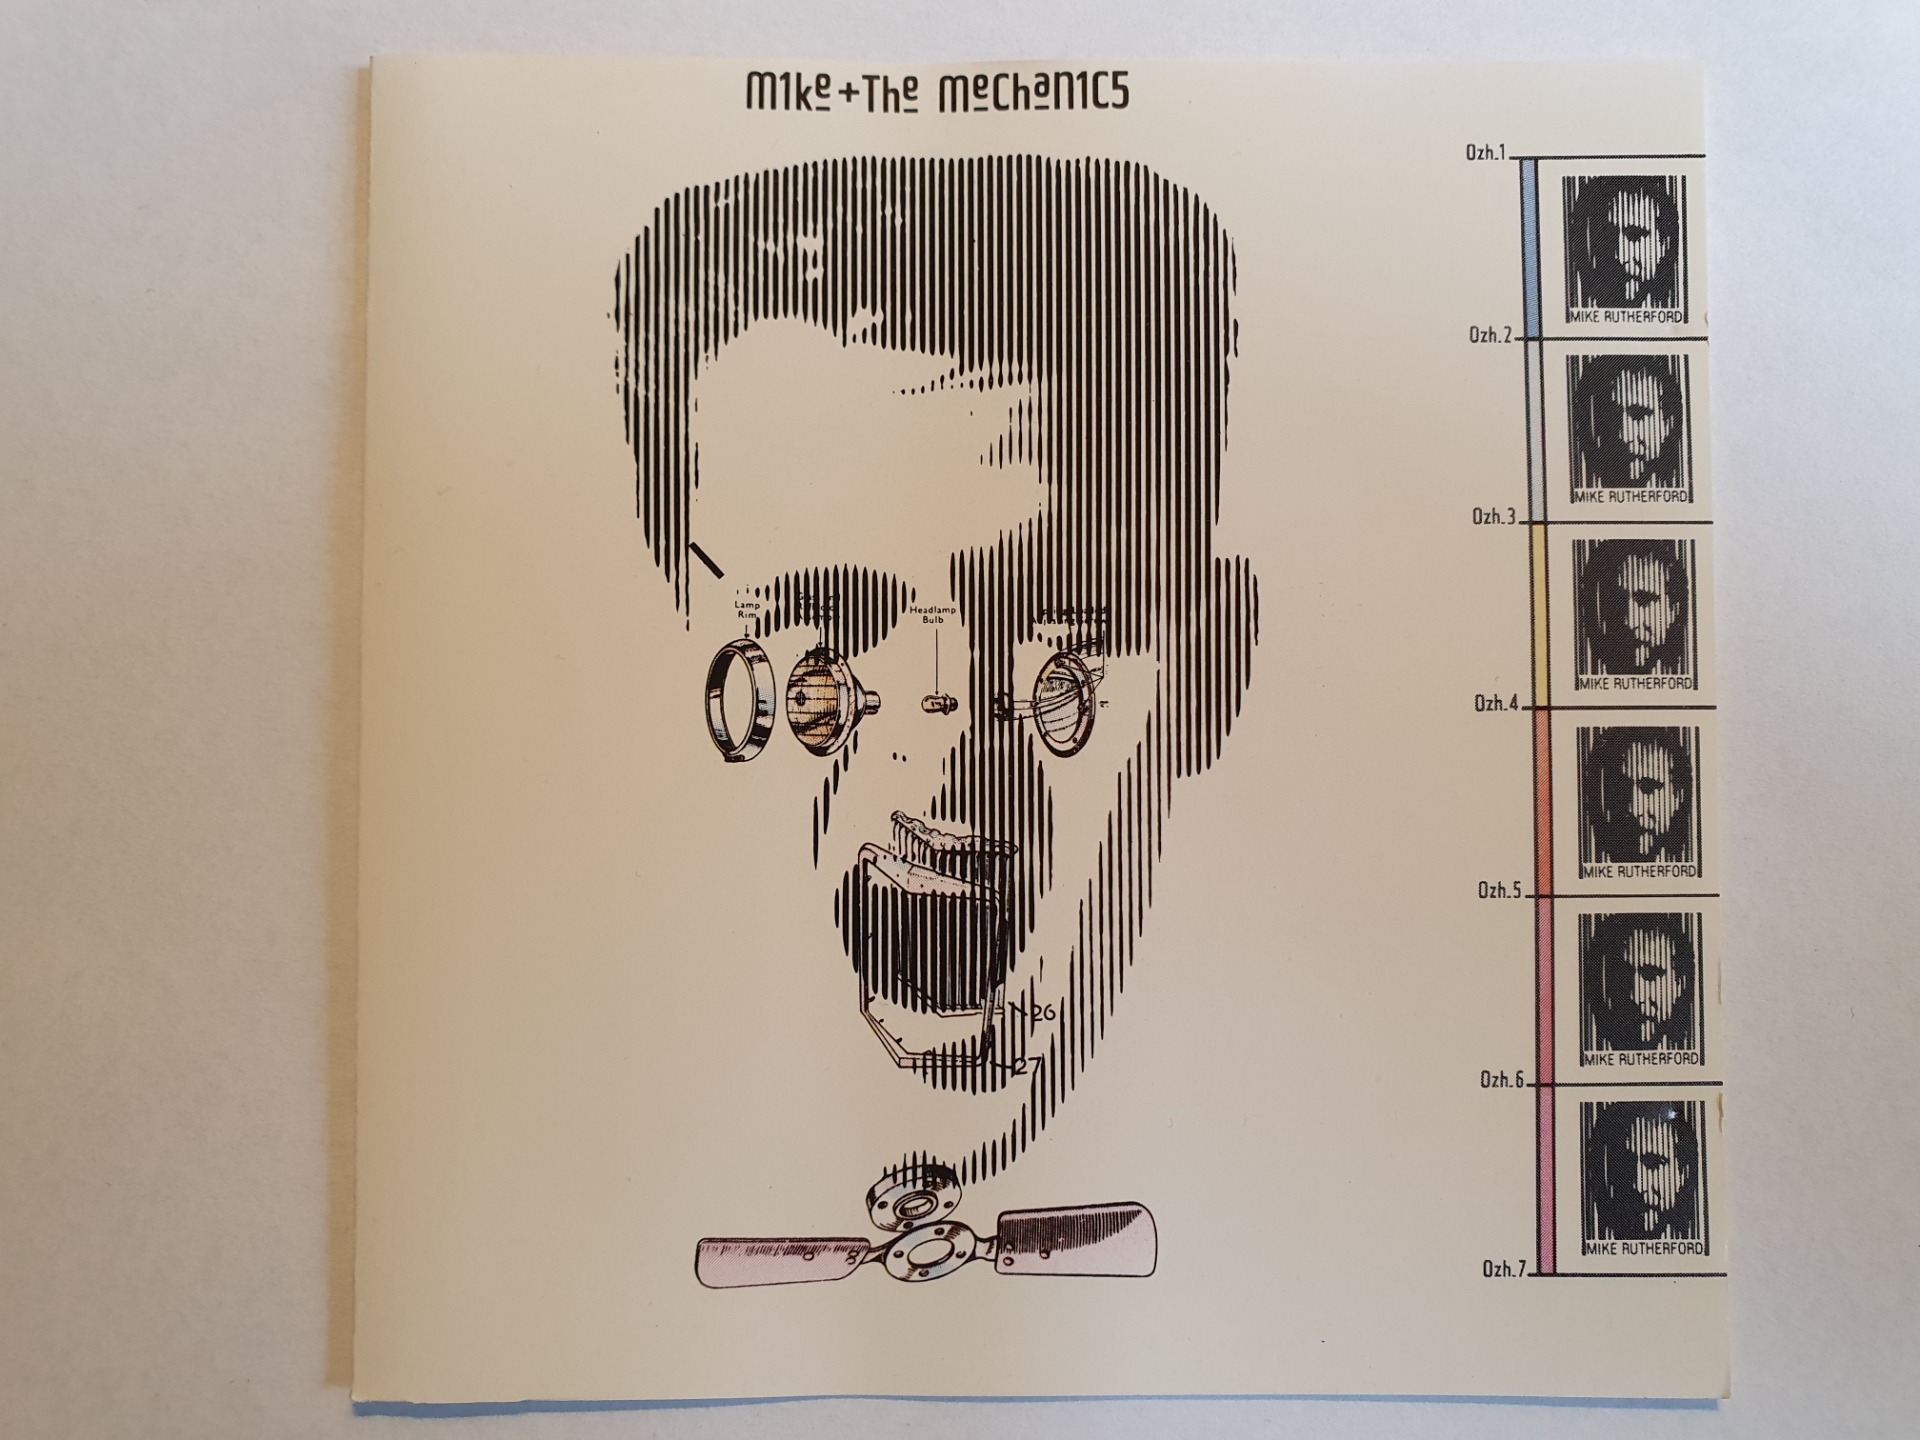 M1ke +The MeChaN1C5
Ozh.1
MIKE RUTHERFORD
Ozh.2
MIKE RUTHERFORD
Ozh.3
MIKE RUTHERFORD
Ozh.4
MIKE RUTHERFORD
Ozh.5
MIKE RUTHERFORD
Ozh.6
MIKE RUTHERFORD
Ozh.7
Lamp
Rim
Headlamp
Bulb
26
27